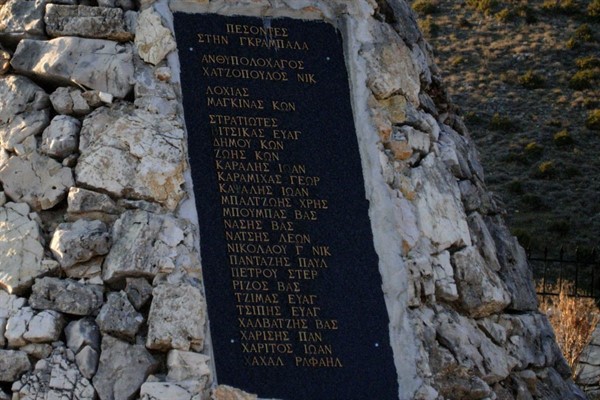 ΠΕΣΟΝΤΕΣ
ΣΤΗΝ ΓΚΡΑΜΠΑΛΑ
ΑΝΘΥΠΟΛΟΧΑΓΟΣ
ΧΑΤΖΟΠΟΥΛΟΣ ΝΙΚ
ΛΟΧΙΑΣ
ΜΑΓΚΙΝΑΣ ΚΩΝ
ΣΤΡΑΤΙΩΤΕΣ
ΒΙΤΣΙΚΑΣ ΕΥΑΓ
ΔΗΜΟΥ ΚΩΝ
ΖΩΗΣ ΚΩΝ
ΚΑΡΑΛΗΣ ΙΩΑΝ
ΚΑΡΑΜΙΧΑΣ ΓΕΩΡ
ΚΑΨΑΛΗΣ ΙΩΑΝ
ΜΠΑΛΤΖΩΗΣ ΧΡΗΣ
ΜΠΟΥΜΠΑΣ ΒΑΣ
ΝΑΣΗΣ ΒΑΣ
ΝΑΤΣΗΣ ΛΕΩΝ
ΝΙΚΟΛΑΟΥ Γ ΝΙΚ
ΠΑΝΤΑΖΗΣ ΠΑΥΛ
ΠΕΤΡΟΥ ΣΤΕΡ
ΡΙΖΟΣ ΒΑΣ
ΤΖΙΜΑΣ ΕΥΑΓ
ΤΣΙΠΗΣ ΕΥΑΓ
ΧΑΛΒΑΤΖΗΣ ΒΑΣ
ΧΑΡΙΣΗΣ ΠΑΝ
ΧΑΡΙΤΟΣ ΙΩΑΝ
ΧΑΧΑΛ ΡΑΦΑΗΛ